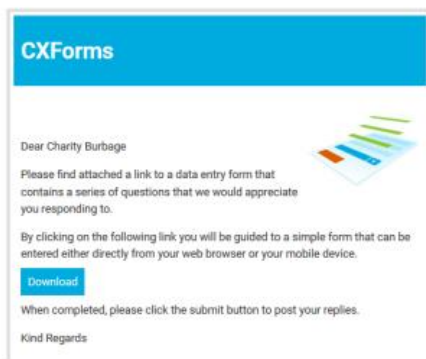 CXForms
Dear Charity Burbage
Please find attached a link to a data entry form that
contains a series of questions that we would appreciate
you responding to.
By clicking on the following link you will be guided to a simple form that can be
entered either directly from your web browser or your mobile device.
Download
When completed, please click the submit button to post your replies.
Kind Regards